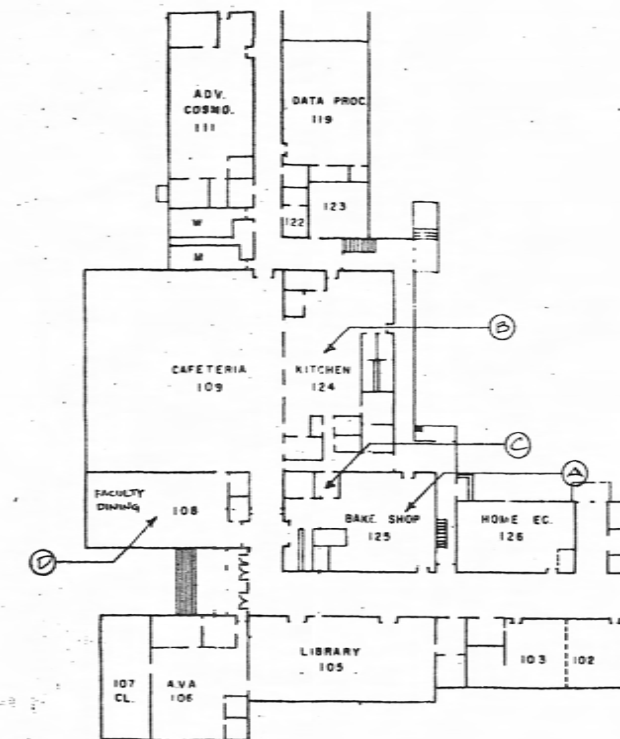 ADV.
COSMO.
111
DATA PROC.
119
123
122
W
M
B
CAFETERIA
109
KITCHEN
124
C
A
FACULTY
DINING
108
BAKE SHOP
125
HOME EC.
126
D
LIBRARY
105
103
102
107
CL.
A.V.A
106